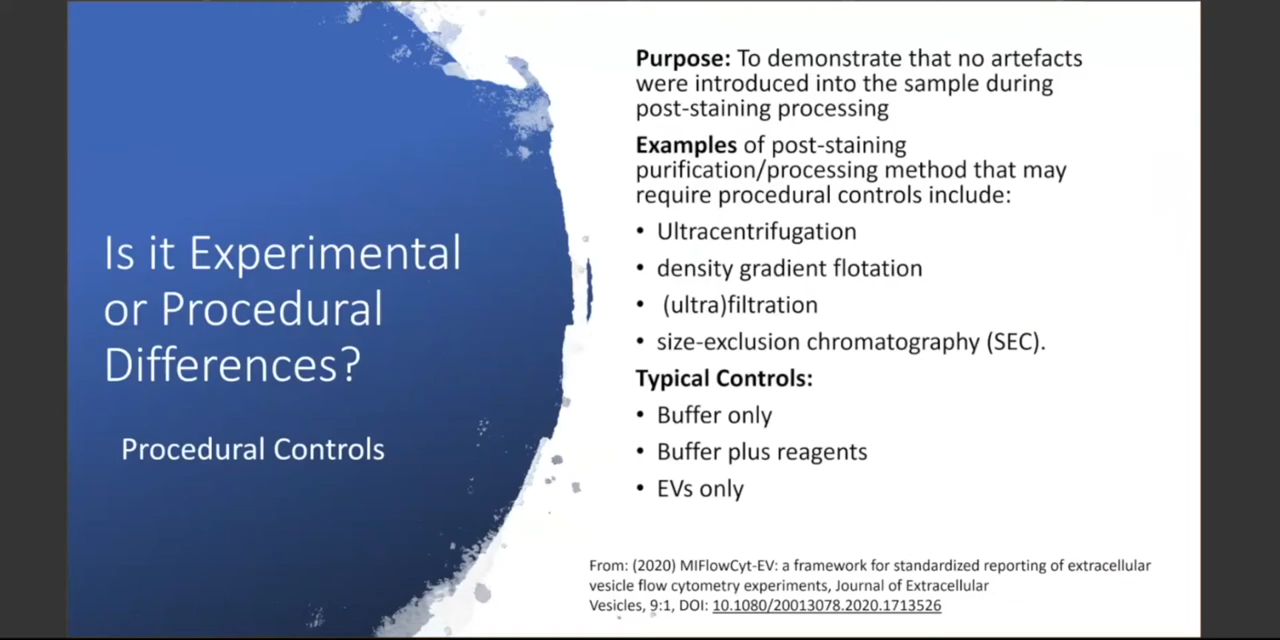 Is it Experimental
or Procedural
Differences?
Procedural Controls
Purpose: To demonstrate that no artefacts
were introduced into the sample during
post-staining processing
Examples of post-staining
purification/processing method that may
require procedural controls include:
• Ultracentrifugation
• density gradient flotation
• (ultra)filtration
• size-exclusion chromatography (SEC).
Typical Controls:
• Buffer only
• Buffer plus reagents
• EVs only
From: (2020) MIFlowCyt-EV: a framework for standardized reporting of extracellular
vesicle flow cytometry experiments, Journal of Extracellular
Vesicles, 9:1, DOI: 10.1080/20013078.2020.1713526